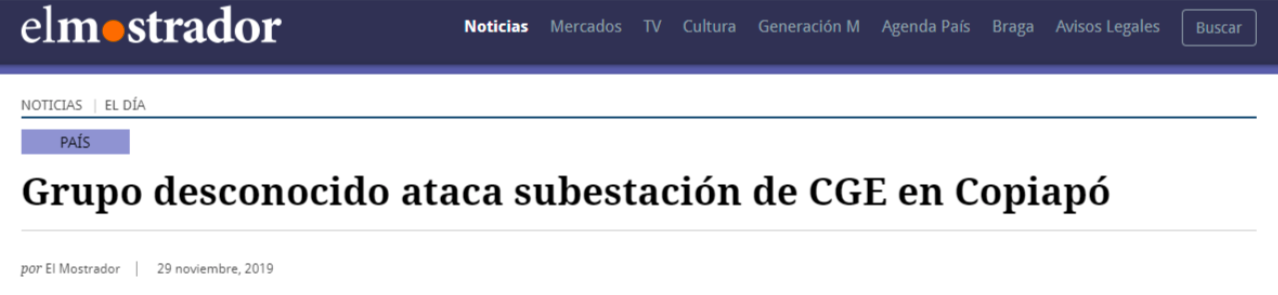 elmostrador
Noticias Mercados TV Cultura Generación M Agenda País Braga Avisos Legales Buscar
NOTICIAS | EL DÍA
PAÍS
Grupo desconocido ataca subestación de CGE en Copiapó
por El Mostrador | 29 noviembre, 2019